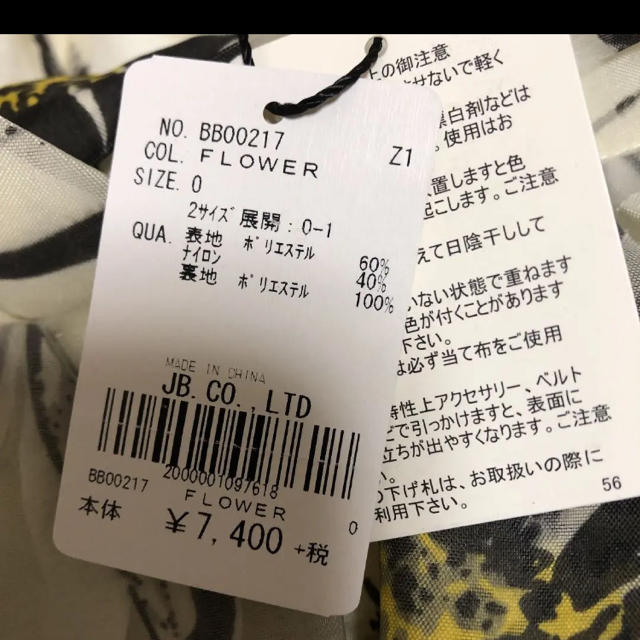 NO. BB00217
COL. FLOWER Z1
SIZE. 0
2サイズ展開:0-1
QUA. 表地 ポリエステル 60%
ナイロン 40%
裏地 ポリエステル 100%
MADE IN CHINA
JB. CO.,LTD
2000001097618
BB00217 FLOWER 0
本体 ¥7,400 +税
上の御注意
せないで軽く
漂白剤などは
。使用はお
置しますと色
起こします。ご注意
えて日陰干しして
いない状態で重ねます
色が付くことがあります
下さい。
は必ず当て布をご使用
特性上アクセサリー、ベルト
どで引っかけますと、表面に
立ちが出やすくなります。ご注意
の下げ札は、お取扱いの際に
利用下さい。
56